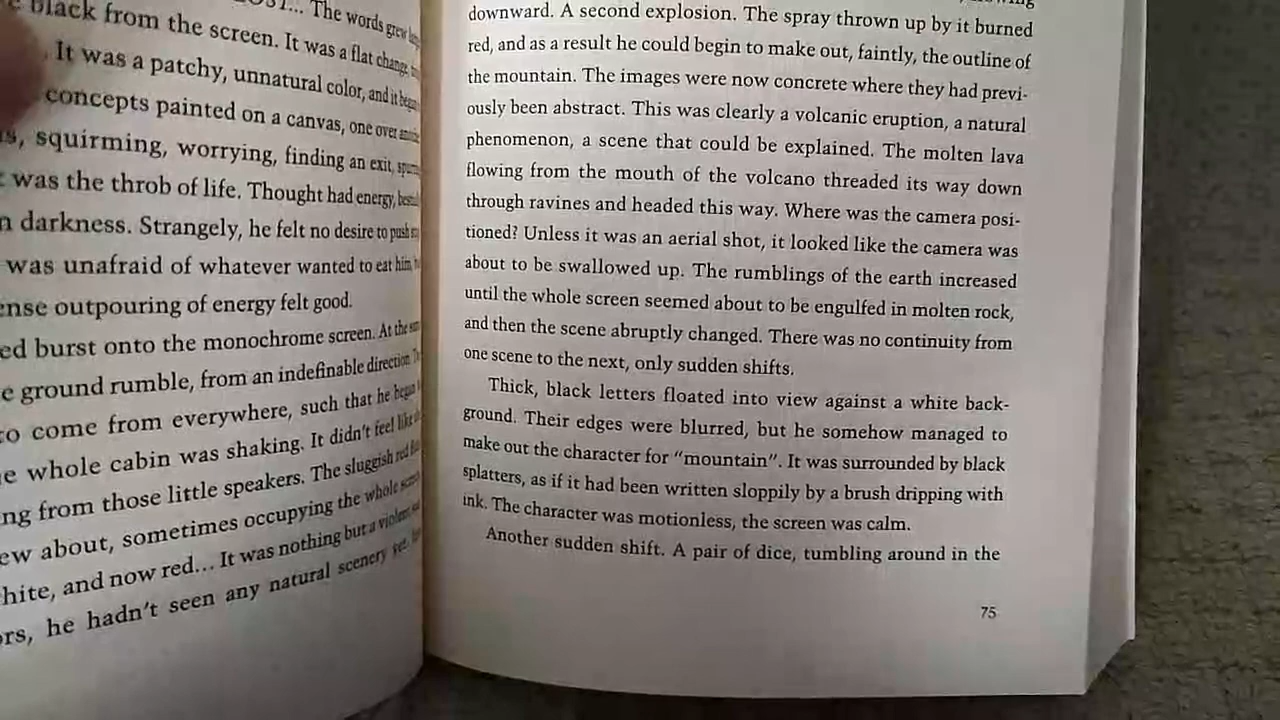 The words grew
black from the screen. It was a flat change,
. It was a patchy, unnatural color, and it began
concepts painted on a canvas, one over
squirming, worrying, finding an exit,
was the throb of life. Thought had energy,
darkness. Strangely, he felt no desire to push
was unafraid of whatever wanted to eat him,
outpouring of energy felt good.
burst onto the monochrome screen. At the
ground rumble, from an indefinable direction.
come from everywhere, such that he began
whole cabin was shaking. It didn't feel like
from those little speakers. The sluggish red
about, sometimes occupying the whole screen
and now red... It was nothing but a violent
he hadn't seen any natural scenery yet.
downward. A second explosion. The spray thrown up by it burned
red, and as a result he could begin to make out, faintly, the outline of
the mountain. The images were now concrete where they had previ-
ously been abstract. This was clearly a volcanic eruption, a natural
phenomenon, a scene that could be explained. The molten lava
flowing from the mouth of the volcano threaded its way down
through ravines and headed this way. Where was the camera posi-
tioned? Unless it was an aerial shot, it looked like the camera was
about to be swallowed up. The rumblings of the earth increased
until the whole screen seemed about to be engulfed in molten rock,
and then the scene abruptly changed. There was no continuity from
one scene to the next, only sudden shifts.
Thick, black letters floated into view against a white back-
ground. Their edges were blurred, but he somehow managed to
make out the character for "mountain". It was surrounded by black
splatters, as if it had been written sloppily by a brush dripping with
ink. The character was motionless, the screen was calm.
Another sudden shift. A pair of dice, tumbling around in the
75